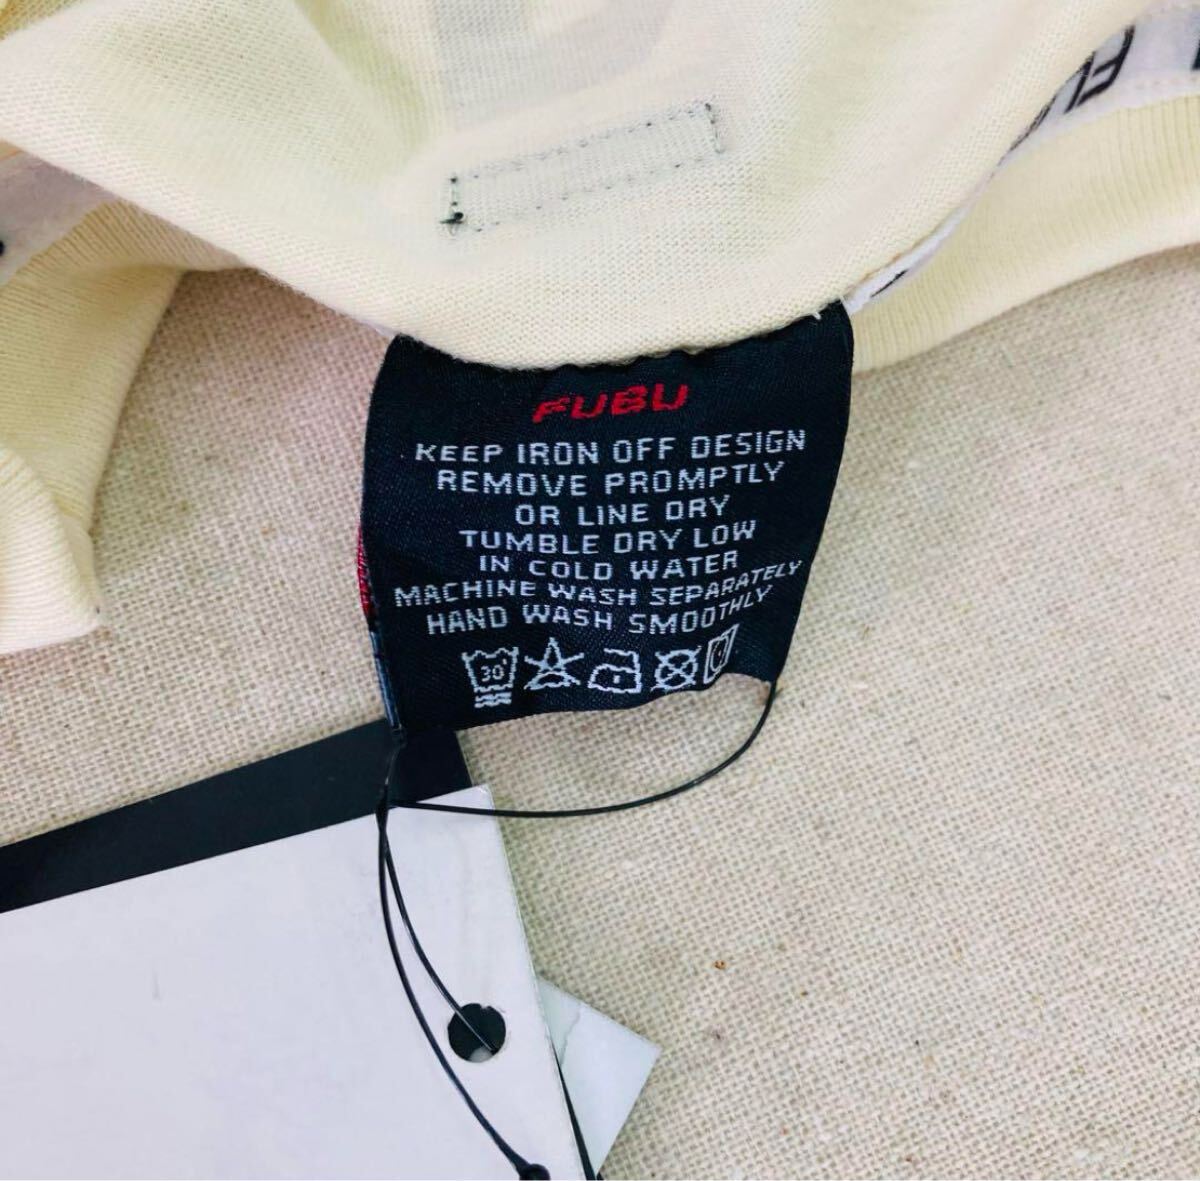 FUBU
KEEP IRON OFF DESIGN
REMOVE PROMPTLY
OR LINE DRY
TUMBLE DRY LOW
IN COLD WATER
MACHINE WASH SEPARATELY
HAND WASH SMOOTHLY
30°